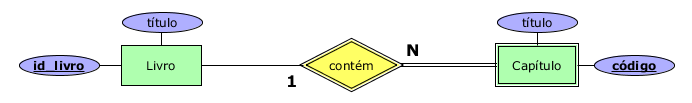 título
título
id_livro
Livro
1
contém
N
Capítulo
código